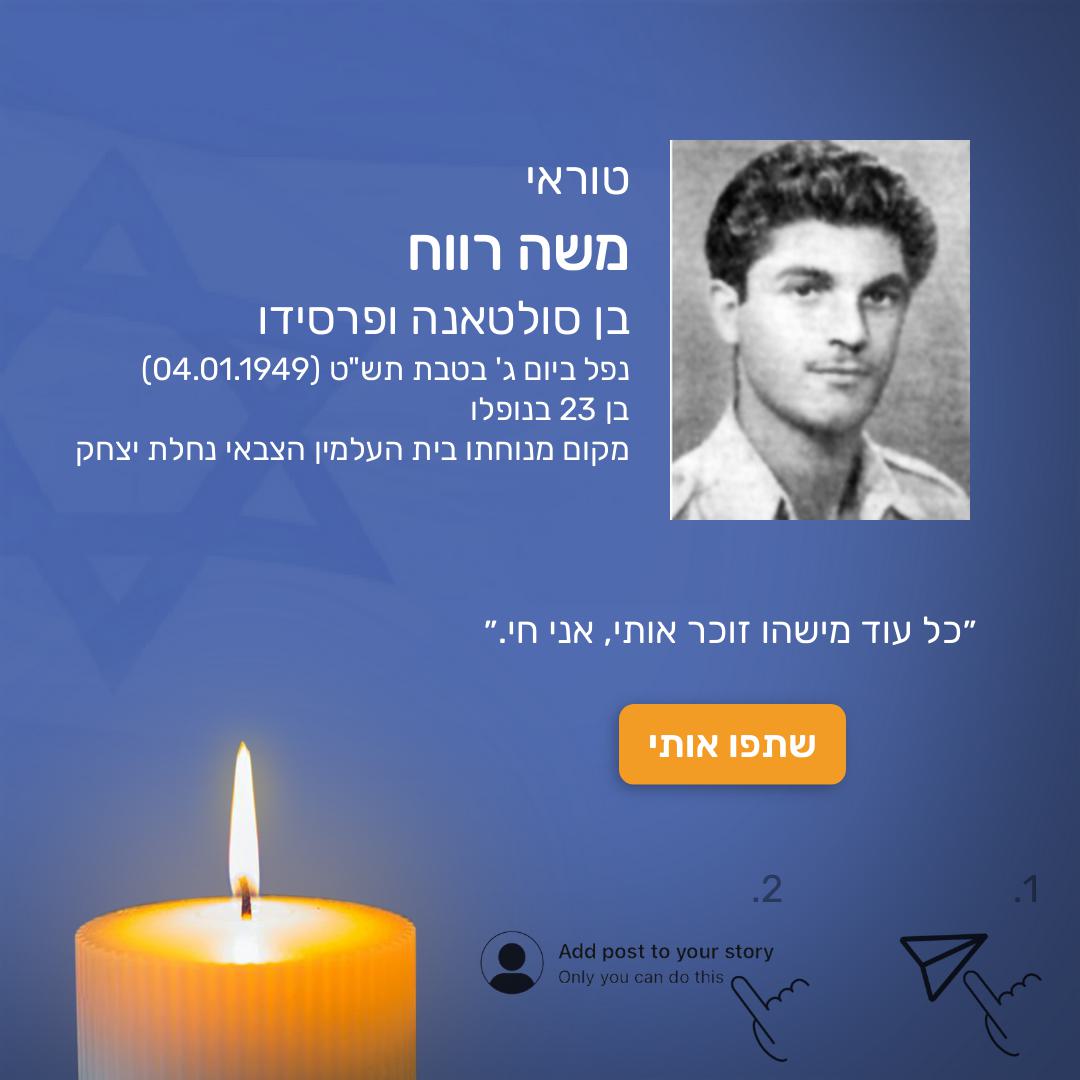 טוראי
משה רווח
בן סולטאנה ופרסידו
נפל ביום ג' בטבת תש"ט (04.01.1949)
בן 23 בנופלו
מקום מנוחתו בית העלמין הצבאי נחלת יצחק
״כל עוד מישהו זוכר אותי, אני חי.״
שתפו אותי
1.
2.
Add post to your story
Only you can do this